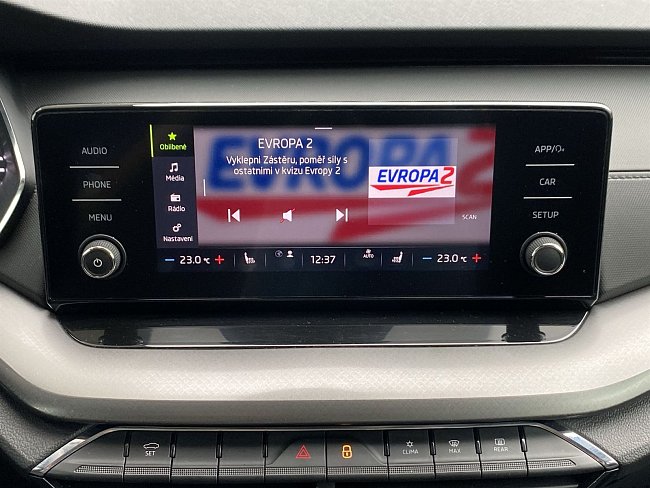 AUDIO
PHONE
MENU
Oblíbené
Média
Rádio
Nastavení
EVROPA 2
Vyklepni Zástěru, poměř síly s
ostatními v kvízu Evropy 2
EVROPA 2
SCAN
APP/
CAR
SETUP
- 23.0 °C +
12:37
AUTO
- 23.0 °C +
SET
CLIMA
MAX
REAR